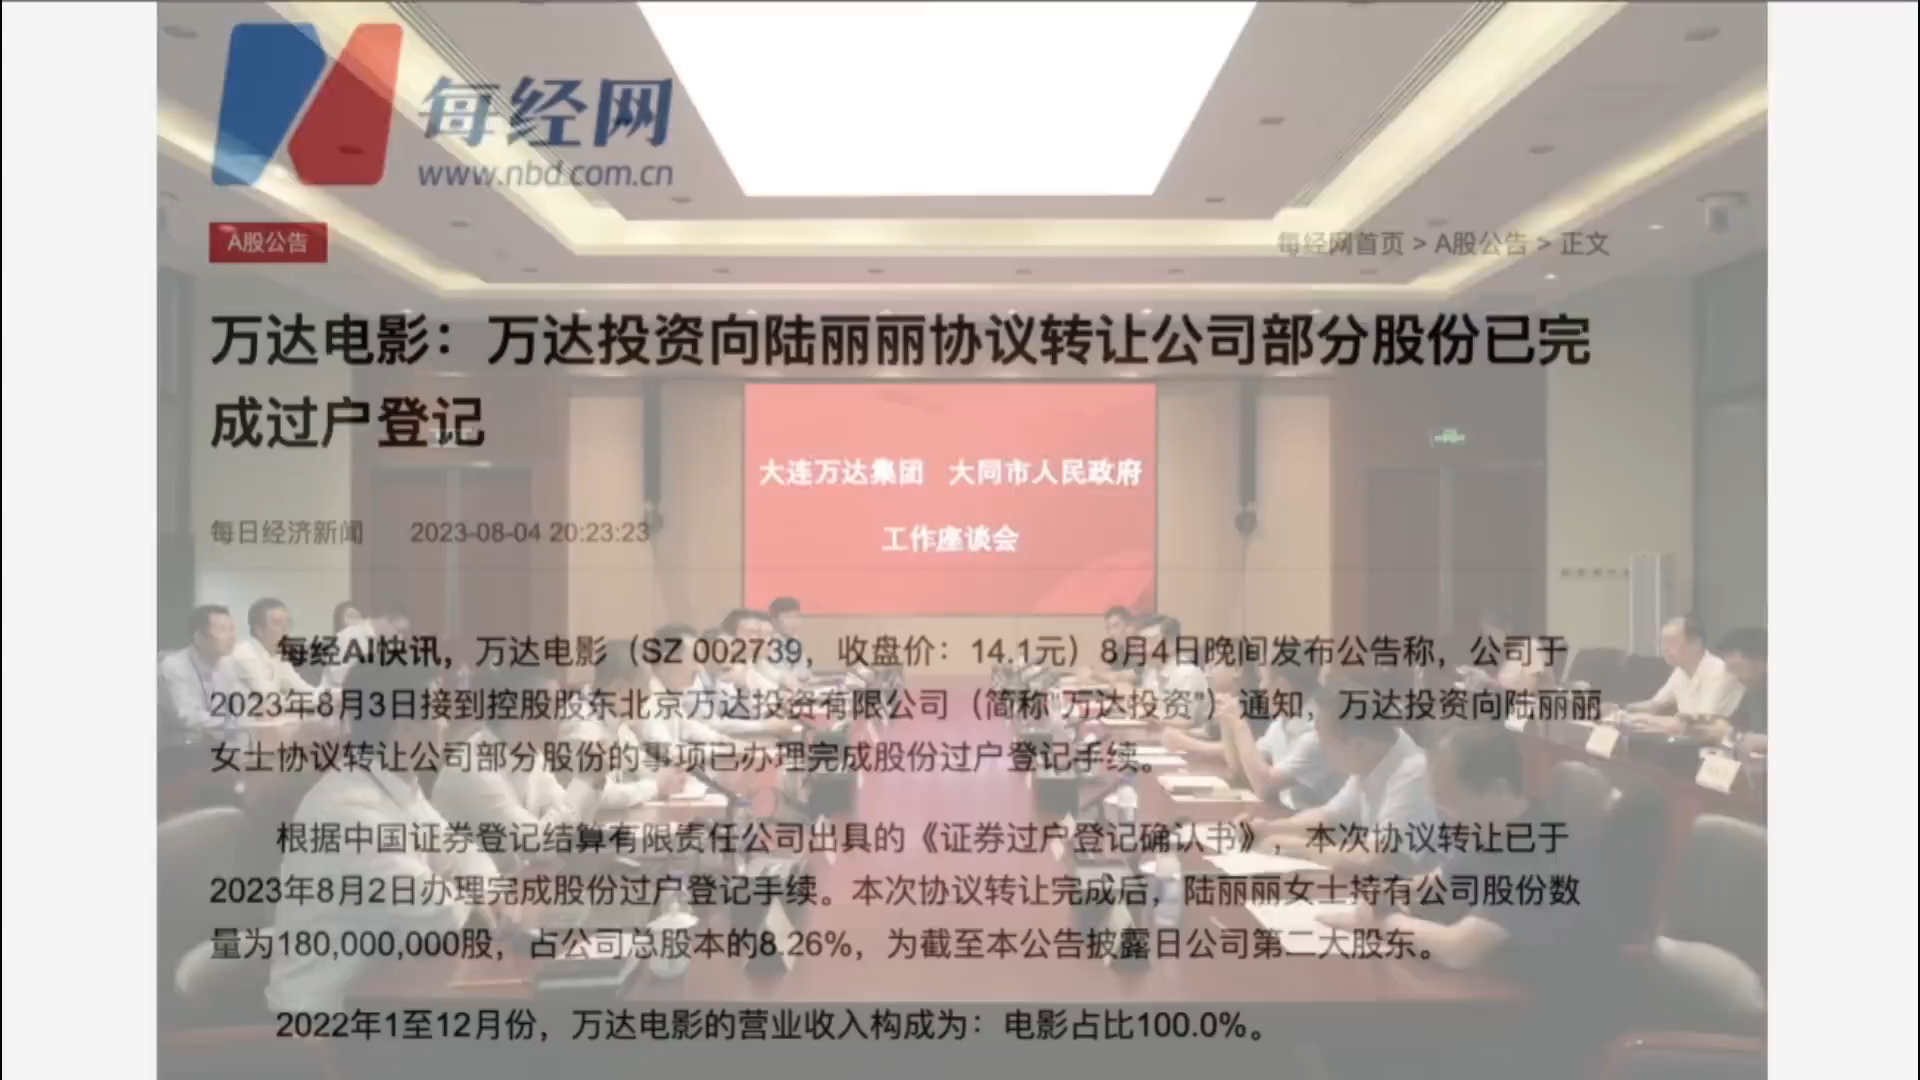 每经网
www.nbd.com.cn
A股公告
每经网首页 > A股公告 > 正文
万达电影：万达投资向陆丽丽协议转让公司部分股份已完
成过户登记
大连万达集团 大同市人民政府
工作座谈会
每日经济新闻 2023-08-04 20:23:23
每经AI快讯，万达电影（SZ 002739，收盘价：14.1元）8月4日晚间发布公告称，公司于
2023年8月3日接到控股股东北京万达投资有限公司（简称"万达投资"）通知，万达投资向陆丽丽
女士协议转让公司部分股份的事项已办理完成股份过户登记手续。
根据中国证券登记结算有限责任公司出具的《证券过户登记确认书》，本次协议转让已于
2023年8月2日办理完成股份过户登记手续。本次协议转让完成后，陆丽丽女士持有公司股份数
量为180,000,000股，占公司总股本的8.26%，为截至本公告披露日公司第二大股东。
2022年1至12月份，万达电影的营业收入构成为：电影占比100.0%。